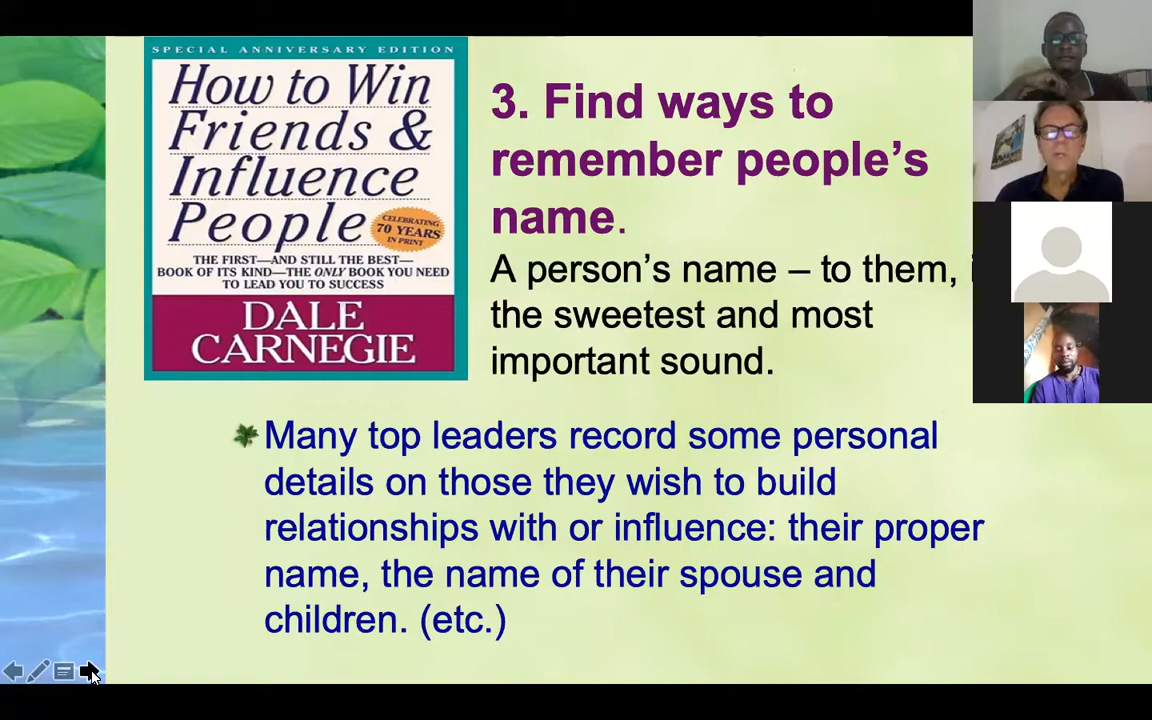 SPECIAL ANNIVERSARY EDITION
How to Win
Friends &
Influence
People
CELEBRATING
70 YEARS
IN PRINT
THE FIRST—AND STILL THE BEST—
BOOK OF ITS KIND—THE ONLY BOOK YOU NEED
TO LEAD YOU TO SUCCESS
DALE
CARNEGIE
3. Find ways to
remember people’s
name.
A person’s name – to them,
the sweetest and most
important sound.
Many top leaders record some personal
details on those they wish to build
relationships with or influence: their proper
name, the name of their spouse and
children. (etc.)